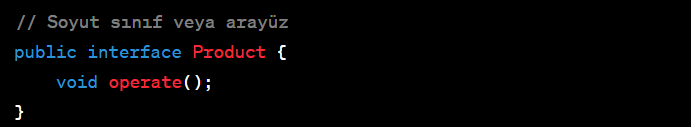 // Soyut sınıf veya arayüz
public interface Product {
    void operate();
}